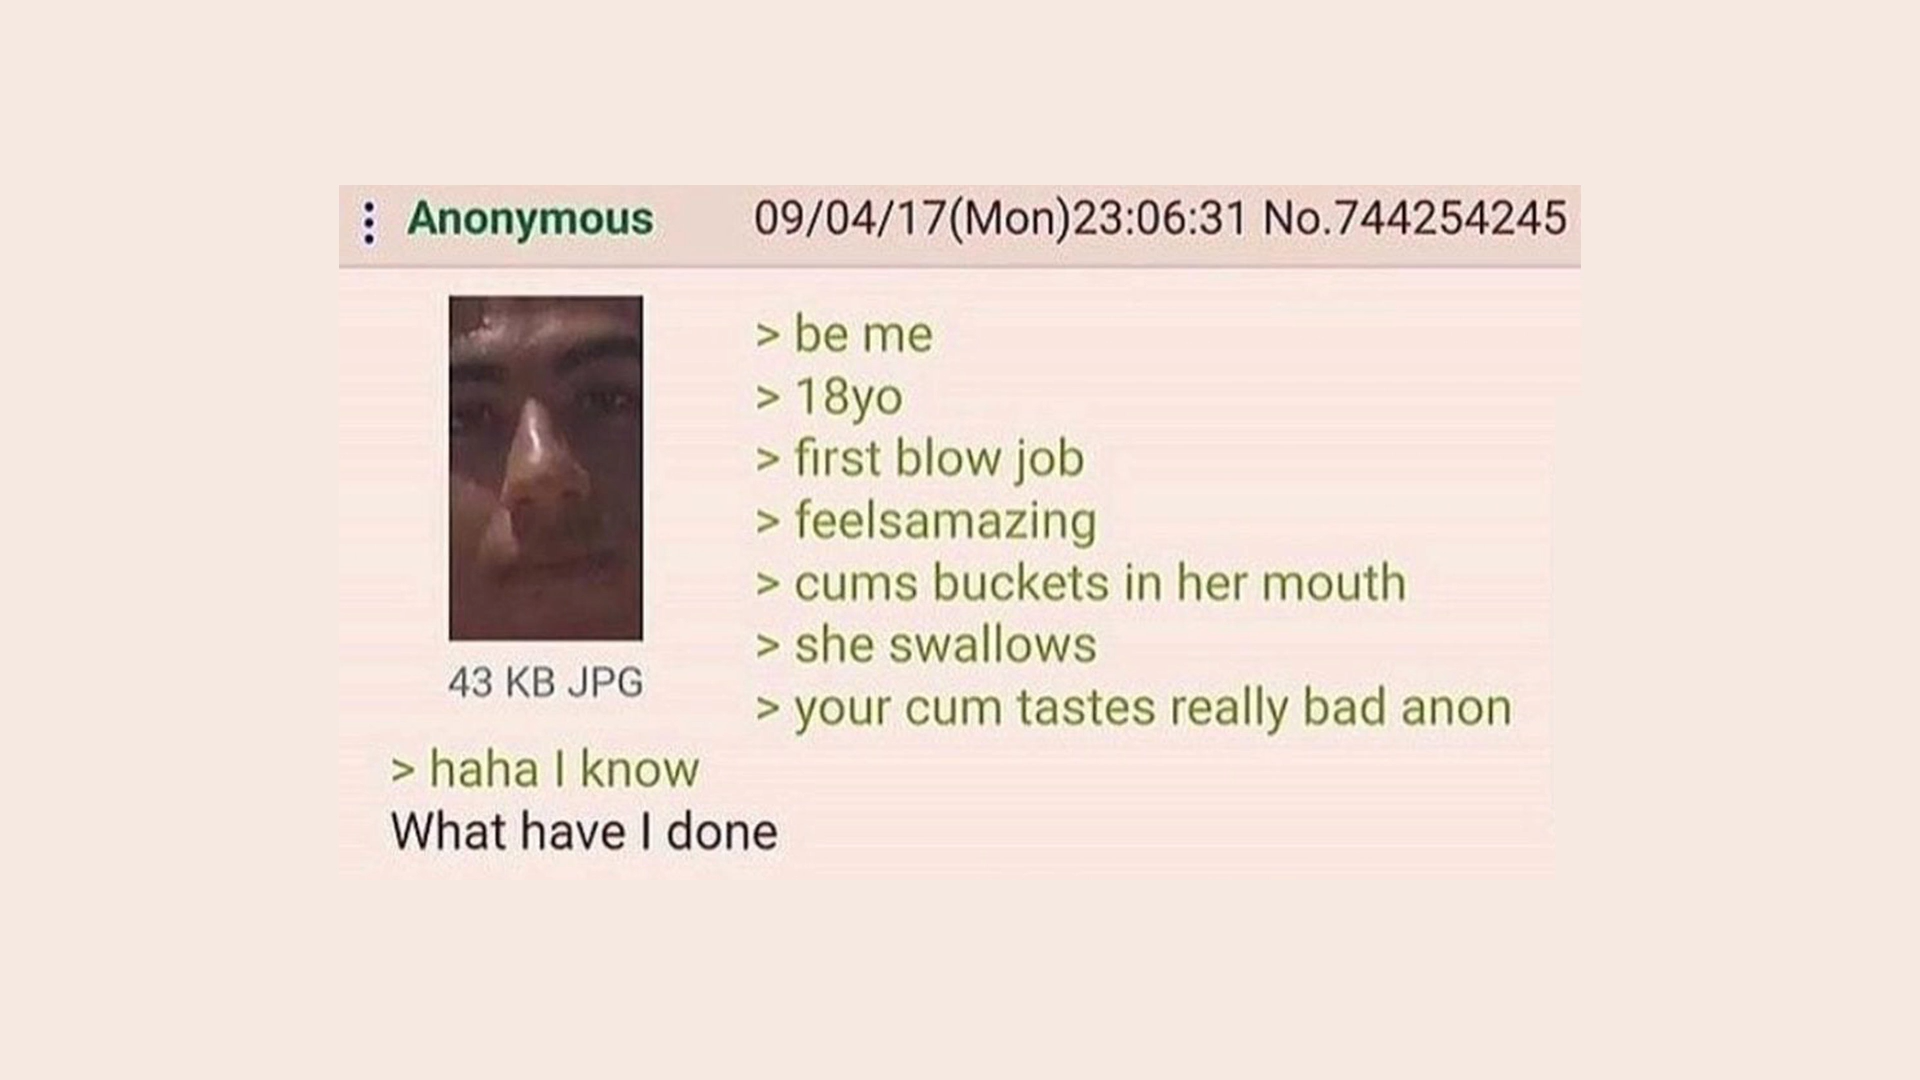 Anonymous 09/04/17(Mon)23:06:31 No.744254245
> be me
> 18yo
> first blow job
> feelsamazing
> cums buckets in her mouth
> she swallows
> your cum tastes really bad anon
43 KB JPG
> haha I know
What have I done